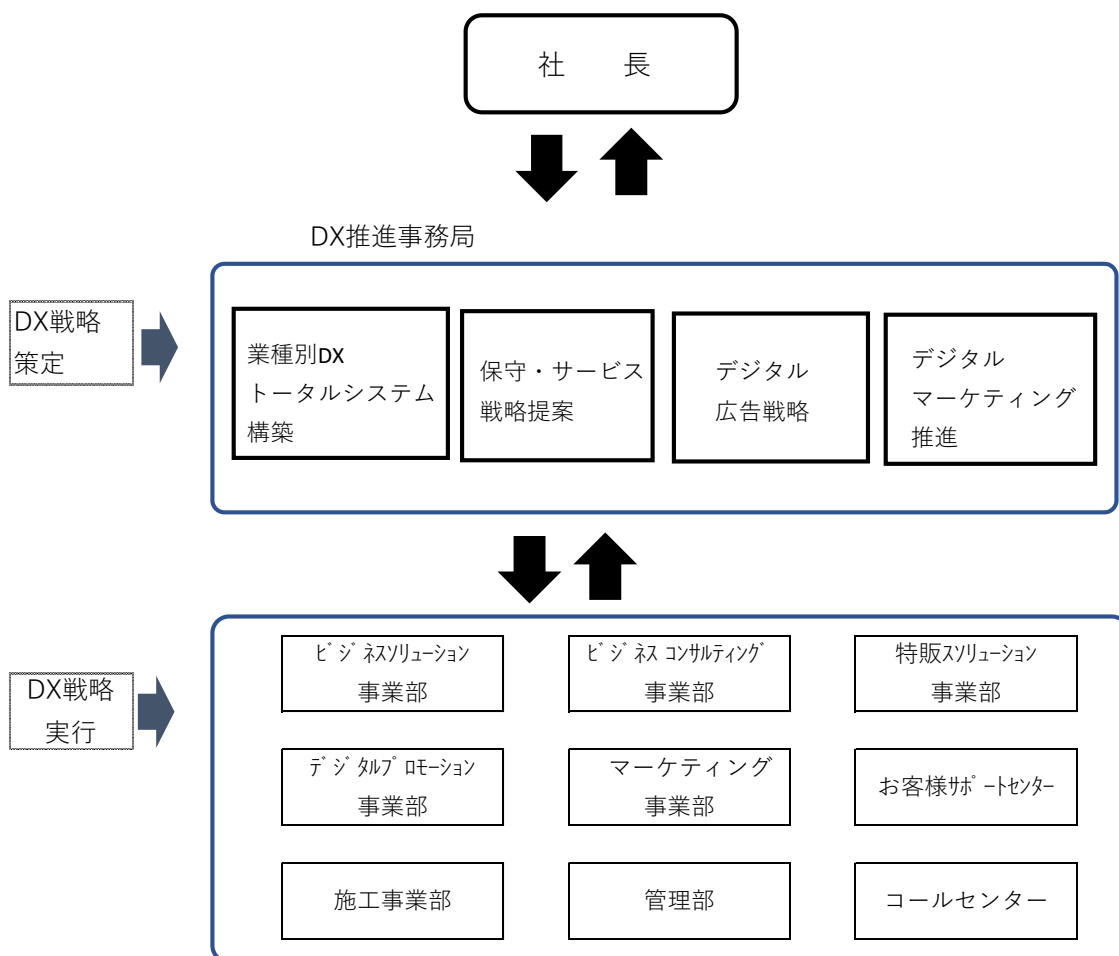 社　　長
DX推進事務局
DX戦略
策定
業種別DX
トータルシステム
構築
保守・サービス
戦略提案
デジタル
広告戦略
デジタル
マーケティング
推進
DX戦略
実行
ﾋﾞｼﾞﾈｽｿﾘｭｰｼｮﾝ
事業部
ﾋﾞｼﾞﾈｽｺﾝｻﾙﾃｨﾝｸﾞ
事業部
特販ｽｿﾘｭｰｼｮﾝ
事業部
ﾃﾞｼﾞﾀﾙﾌﾟﾛﾓｰｼｮﾝ
事業部
マーケティング
事業部
お客様ｻﾎﾟｰﾄｾﾝﾀｰ
施工事業部
管理部
コールセンター